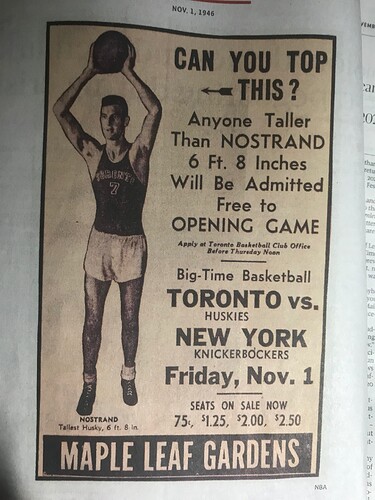 NOV. 1, 1946
CAN YOU TOP
THIS?
Anyone Taller
Than NOSTRAND
6 Ft. 8 Inches
Will Be Admitted
Free to
OPENING GAME
Apply at Toronto Basketball Club Office
Before Thursday Noon
TORONTO
7
Big-Time Basketball
TORONTO vs.
HUSKIES
NEW YORK
KNICKERBOCKERS
Friday, Nov. 1
SEATS ON SALE NOW
75¢, $1.25, $2.00, $2.50
NOSTRAND
Tallest Husky, 6 ft. 8 in.
MAPLE LEAF GARDENS
NBA